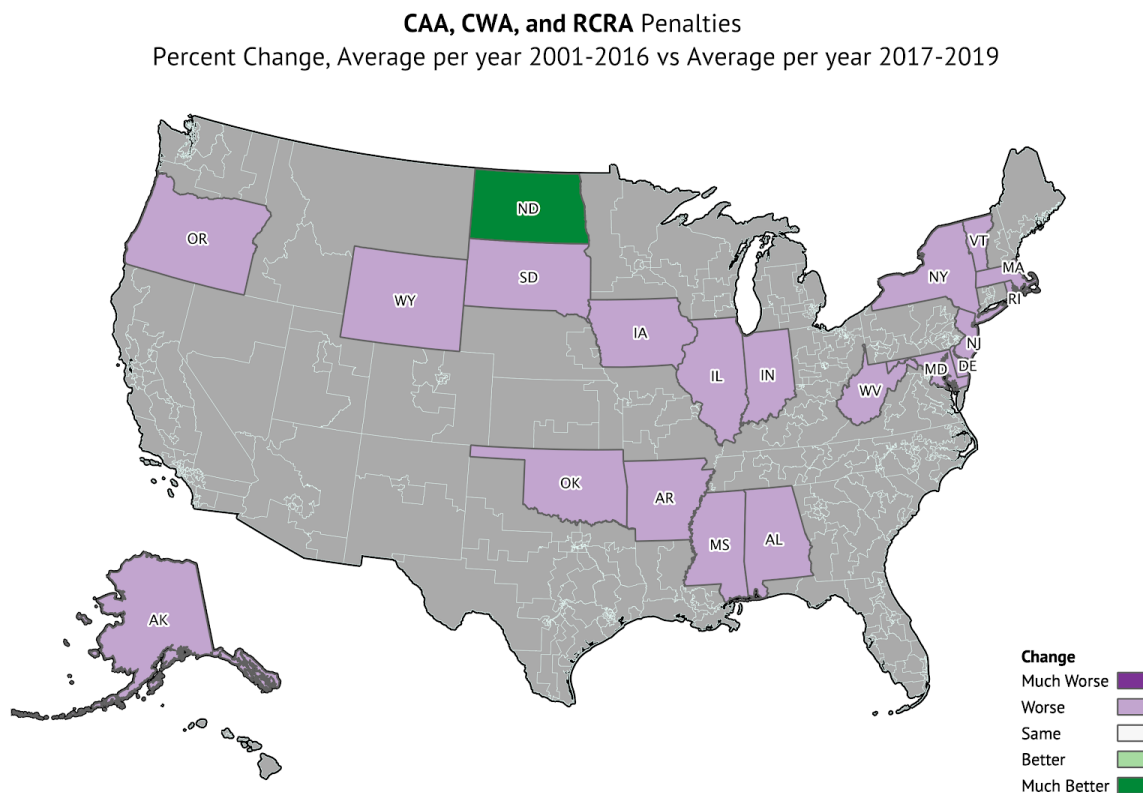 CAA, CWA, and RCRA Penalties
Percent Change, Average per year 2001-2016 vs Average per year 2017-2019
ND
OR
VT
SD
MA
NY
WY
RI
IA
NJ
MD
DE
IL
IN
WV
OK
AR
MS
AL
AK
Change
Much Worse
Worse
Same
Better
Much Better